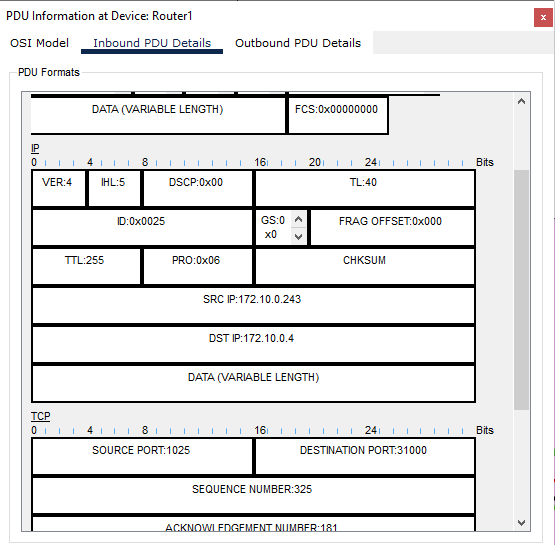 PDU Information at Device: Router1
x
OSI Model Inbound PDU Details Outbound PDU Details
PDU Formats
DATA (VARIABLE LENGTH) FCS:0x00000000
IP
0 4 8 16 20 24 Bits
VER:4 IHL:5 DSCP:0x00 TL:40
ID:0x0025 GS:0 FRAG OFFSET:0x000
x0
TTL:255 PRO:0x06 CHKSUM
SRC IP:172.10.0.243
DST IP:172.10.0.4
DATA (VARIABLE LENGTH)
TCP
0 4 8 16 24 Bits
SOURCE PORT:1025 DESTINATION PORT:31000
SEQUENCE NUMBER:325
ACKNOWLEDGEMENT NUMBER:181